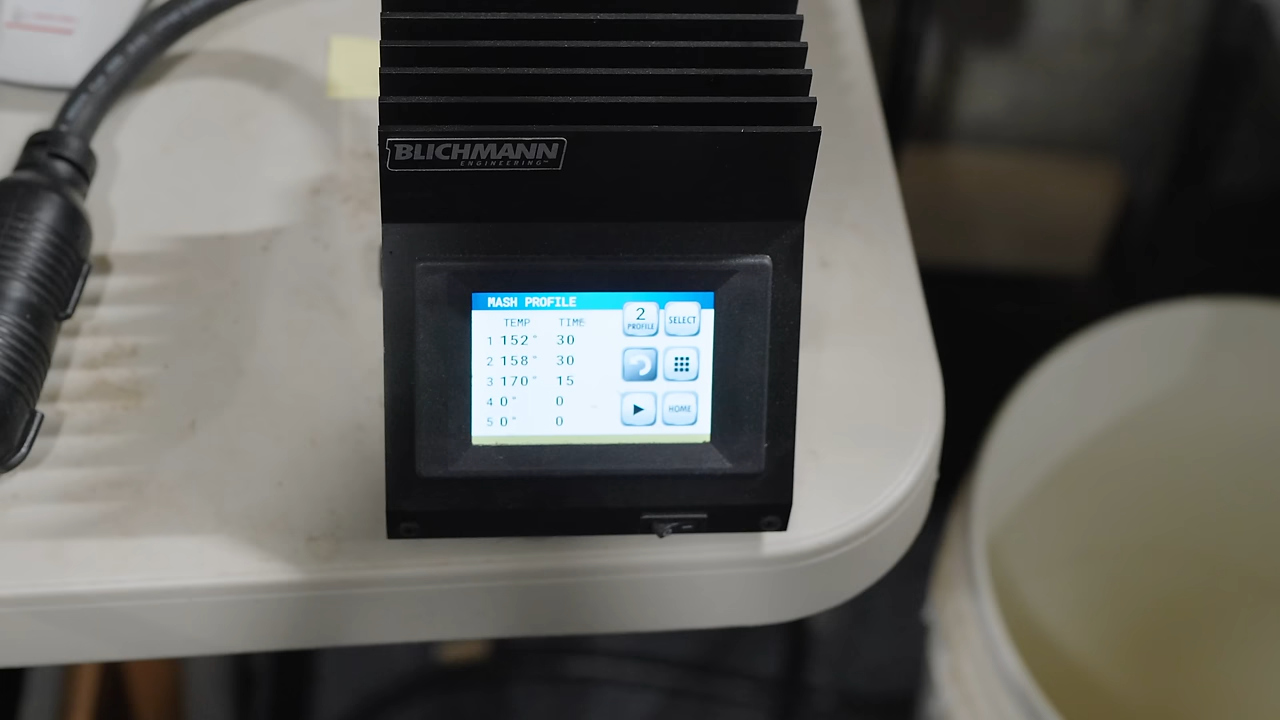 BLICHMANN
ENGINEERING™
MASH PROFILE
TEMP TIME
1 152° 30
2 158° 30
3 170° 15
4 0° 0
5 0° 0
2
PROFILE
SELECT
HOME